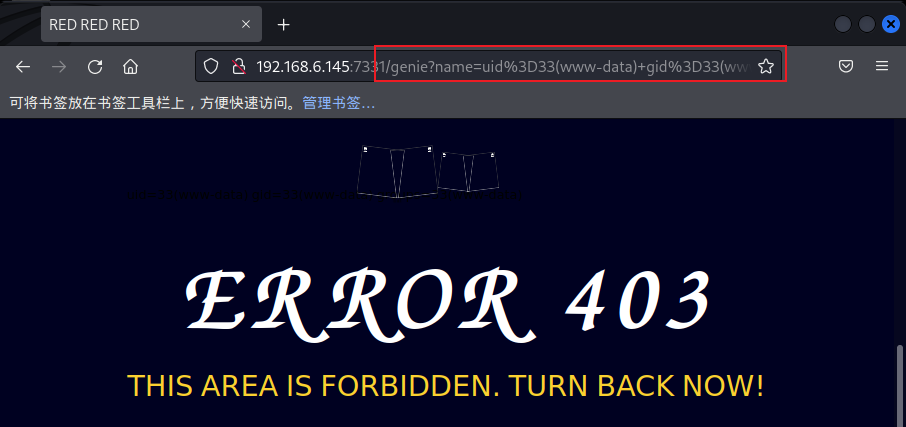 RED RED RED
192.168.6.145:7331/genie?name=uid%3D33(www-data)+gid%3D33(ww
可将书签放在书签工具栏上，方便快速访问。管理书签…
ERROR 403
THIS AREA IS FORBIDDEN. TURN BACK NOW!